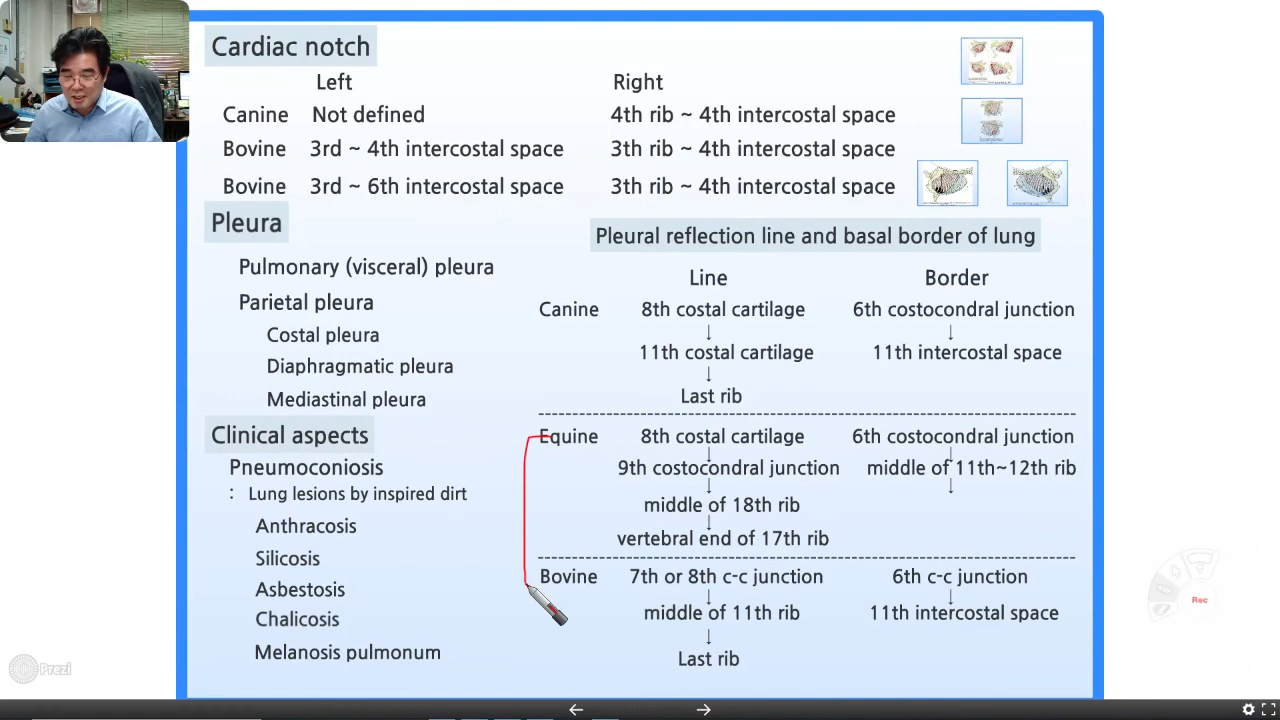 Cardiac notch
Left Right
Canine Not defined 4th rib ~ 4th intercostal space
Bovine 3rd ~ 4th intercostal space 3th rib ~ 4th intercostal space
Bovine 3rd ~ 6th intercostal space 3th rib ~ 4th intercostal space
Pleura
Pulmonary (visceral) pleura
Parietal pleura
Costal pleura
Diaphragmatic pleura
Mediastinal pleura
Clinical aspects
Pneumoconiosis
: Lung lesions by inspired dirt
Anthracosis
Silicosis
Asbestosis
Chalicosis
Melanosis pulmonum
Pleural reflection line and basal border of lung
Line Border
Canine 8th costal cartilage 6th costocondral junction
↓ ↓
11th costal cartilage 11th intercostal space
↓
Last rib
Equine 8th costal cartilage 6th costocondral junction
↓ ↓
9th costocondral junction middle of 11th~12th rib
↓ ↓
middle of 18th rib
↓
vertebral end of 17th rib
Bovine 7th or 8th c-c junction 6th c-c junction
↓ ↓
middle of 11th rib 11th intercostal space
↓
Last rib
Rec
Prezi